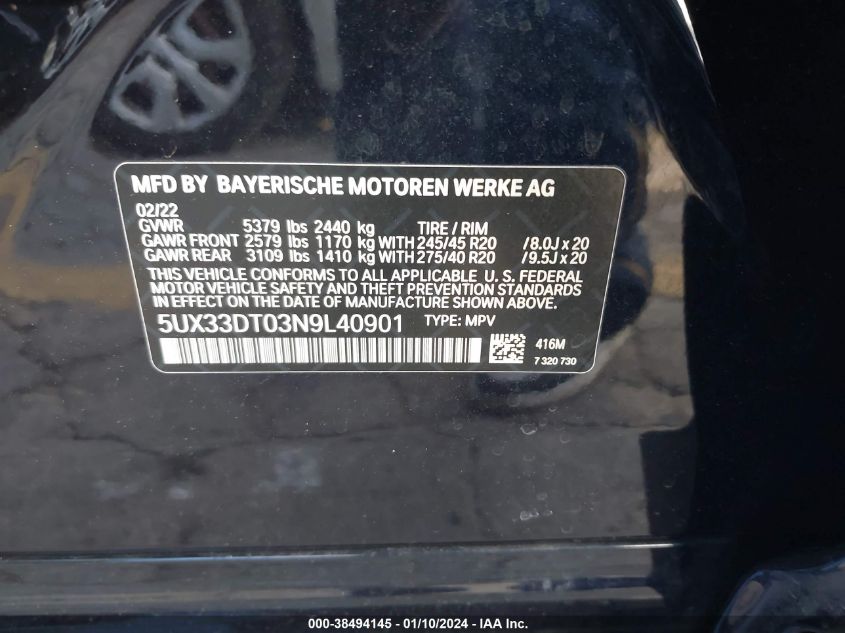 MFD BY BAYERISCHE MOTOREN WERKE AG
02/22
GVWR 5379 lbs 2440 kg TIRE / RIM
GAWR FRONT 2579 lbs 1170 kg WITH 245/45 R20 /8.0J x 20
GAWR REAR 3109 lbs 1410 kg WITH 275/40 R20 /9.5J x 20
THIS VEHICLE CONFORMS TO ALL APPLICABLE U. S. FEDERAL
MOTOR VEHICLE SAFETY AND THEFT PREVENTION STANDARDS
IN EFFECT ON THE DATE OF MANUFACTURE SHOWN ABOVE.
5UX33DT03N9L40901 TYPE: MPV
416M
7 320 730
000-38494145 - 01/10/2024 - IAA Inc.